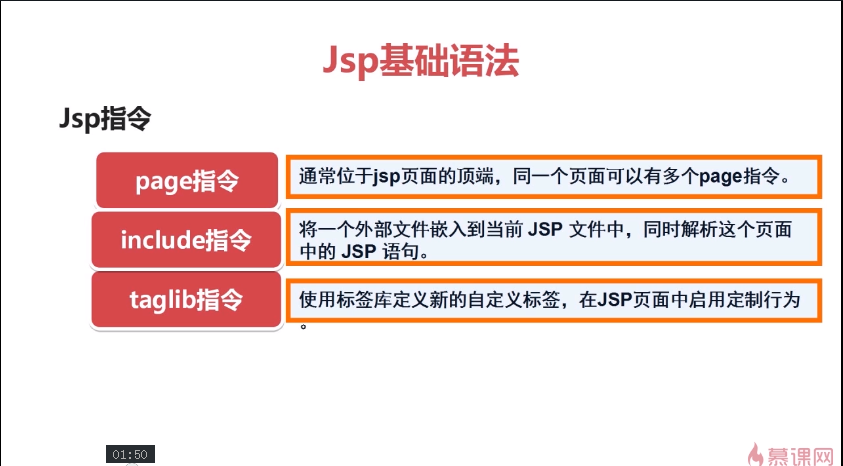 Jsp基础语法
Jsp指令
page指令
通常位于jsp页面的顶端，同一个页面可以有多个page指令。
include指令
将一个外部文件嵌入到当前 JSP 文件中，同时解析这个页面
中的 JSP 语句。
taglib指令
使用标签库定义新的自定义标签，在JSP页面中启用定制行为
。
01:50
慕课网